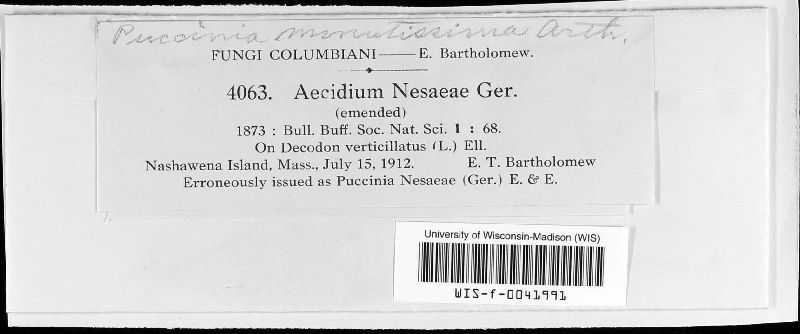 Puccinia minutissima Arth.
FUNGI COLUMBIANI—E. Bartholomew.
4063. Aecidium Nesaeae Ger.
(emended)
1873 : Bull. Buff. Soc. Nat. Sci. 1 : 68.
On Decodon verticillatus (L.) Ell.
Nashawena Island, Mass., July 15, 1912. E. T. Bartholomew
Erroneously issued as Puccinia Nesaeae (Ger.) E. & E.
University of Wisconsin-Madison (WIS)
WIS-f-0041991